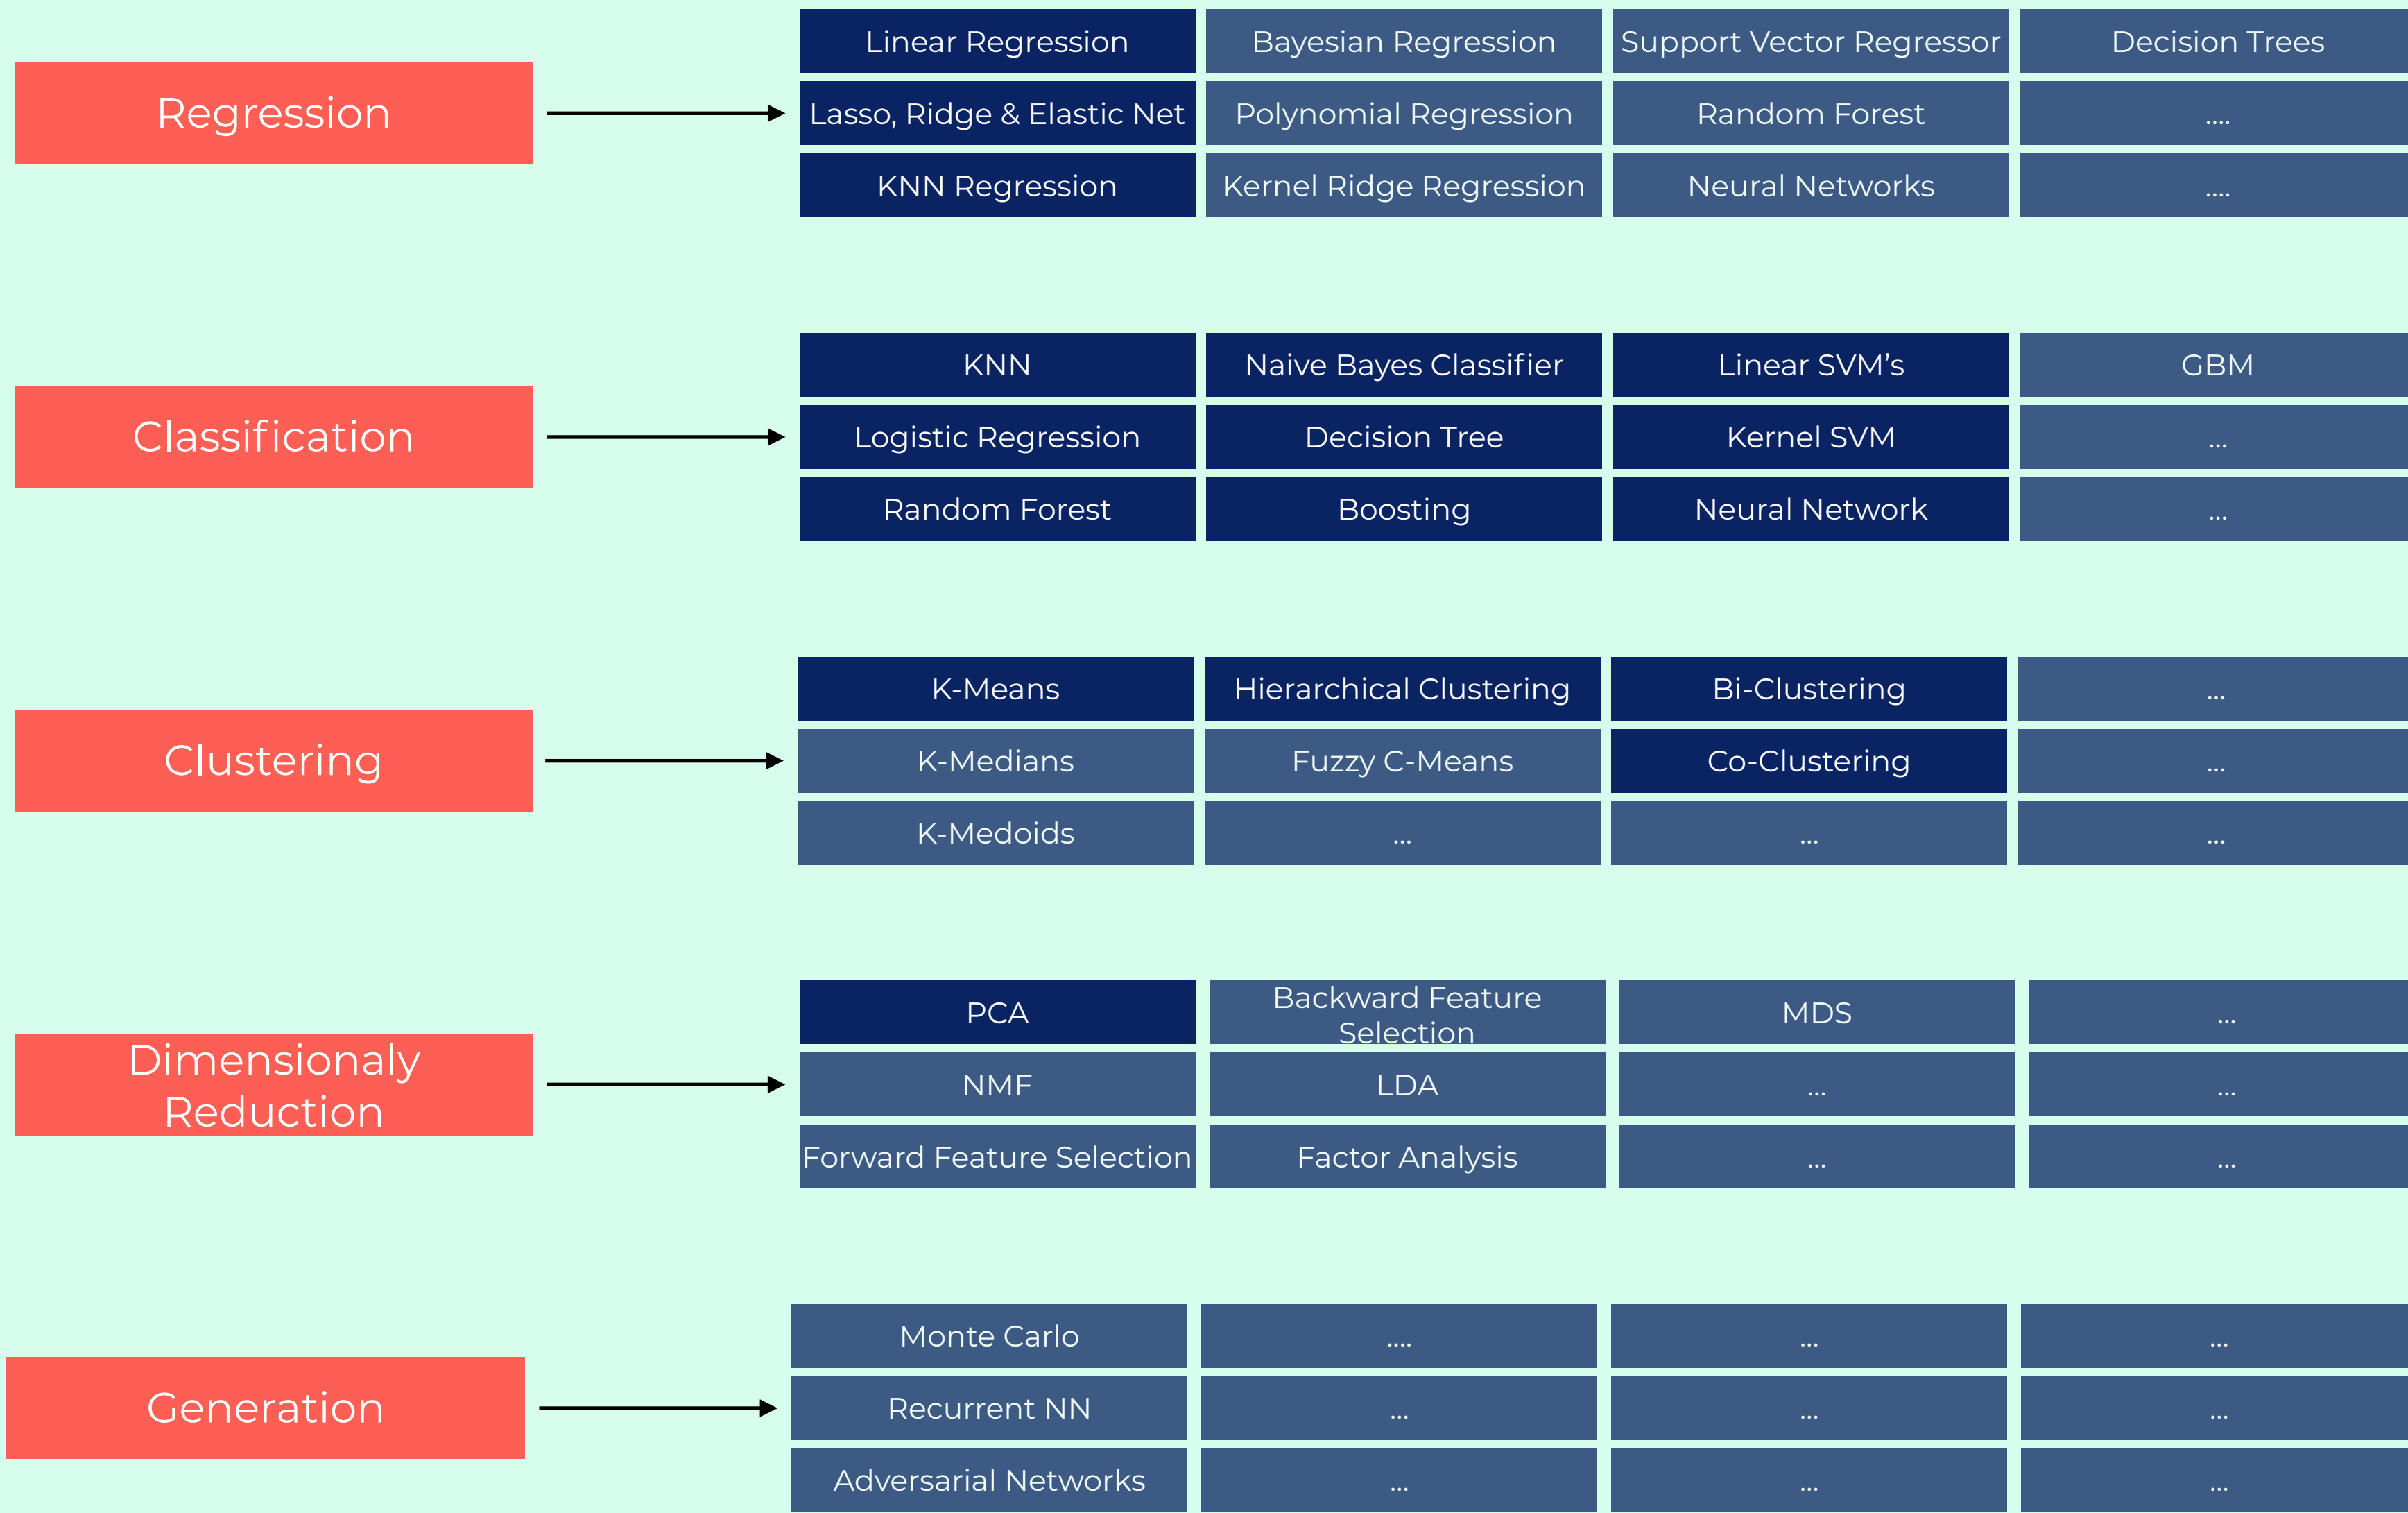 Regression
Linear Regression
Bayesian Regression
Support Vector Regressor
Decision Trees
Lasso, Ridge & Elastic Net
Polynomial Regression
Random Forest
....
KNN Regression
Kernel Ridge Regression
Neural Networks
....
Classification
KNN
Naive Bayes Classifier
Linear SVM’s
GBM
Logistic Regression
Decision Tree
Kernel SVM
...
Random Forest
Boosting
Neural Network
...
Clustering
K-Means
Hierarchical Clustering
Bi-Clustering
...
K-Medians
Fuzzy C-Means
Co-Clustering
...
K-Medoids
...
...
...
Dimensionaly
Reduction
PCA
Backward Feature
Selection
MDS
...
NMF
LDA
...
...
Forward Feature Selection
Factor Analysis
...
...
Generation
Monte Carlo
....
...
...
Recurrent NN
...
...
...
Adversarial Networks
...
...
...